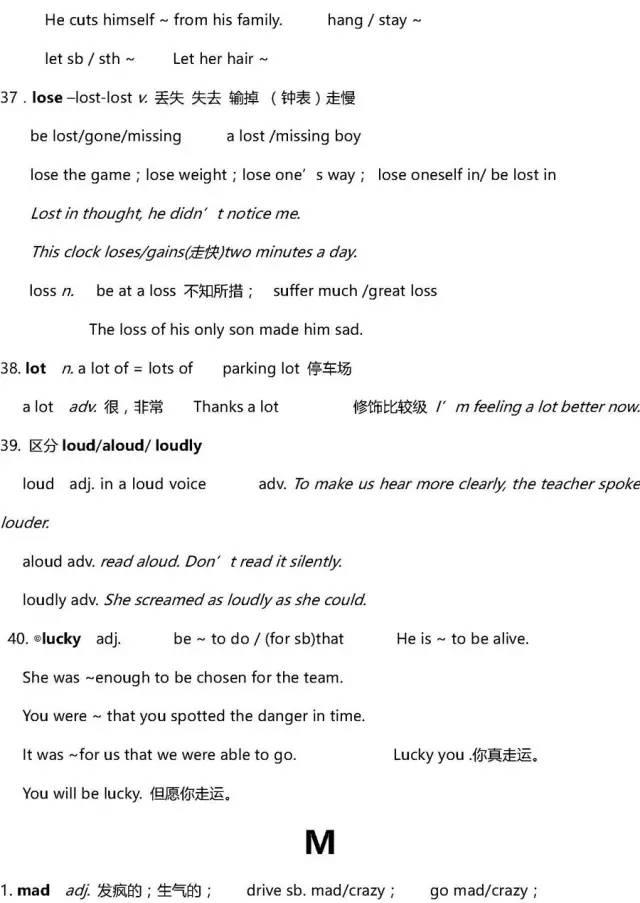 He cuts himself ~ from his family. hang / stay ~
let sb / sth ~ Let her hair ~
37．lose –lost-lost v. 丢失 失去 输掉 （钟表）走慢
be lost/gone/missing a lost /missing boy
lose the game；lose weight；lose one’s way； lose oneself in/ be lost in
Lost in thought, he didn’t notice me.
This clock loses/gains(走快)two minutes a day.
loss n. be at a loss 不知所措； suffer much /great loss
The loss of his only son made him sad.
38. lot n. a lot of = lots of parking lot 停车场
a lot adv. 很，非常 Thanks a lot 修饰比较级 I’m feeling a lot better now.
39. 区分 loud/aloud/ loudly
loud adj. in a loud voice adv. To make us hear more clearly, the teacher spoke
louder.
aloud adv. read aloud. Don’t read it silently.
loudly adv. She screamed as loudly as she could.
40. ◎lucky adj. be ~ to do / (for sb)that He is ~ to be alive.
She was ~enough to be chosen for the team.
You were ~ that you spotted the danger in time.
It was ~for us that we were able to go. Lucky you .你真走运。
You will be lucky. 但愿你走运。
M
1. mad adj. 发疯的；生气的； drive sb. mad/crazy； go mad/crazy；